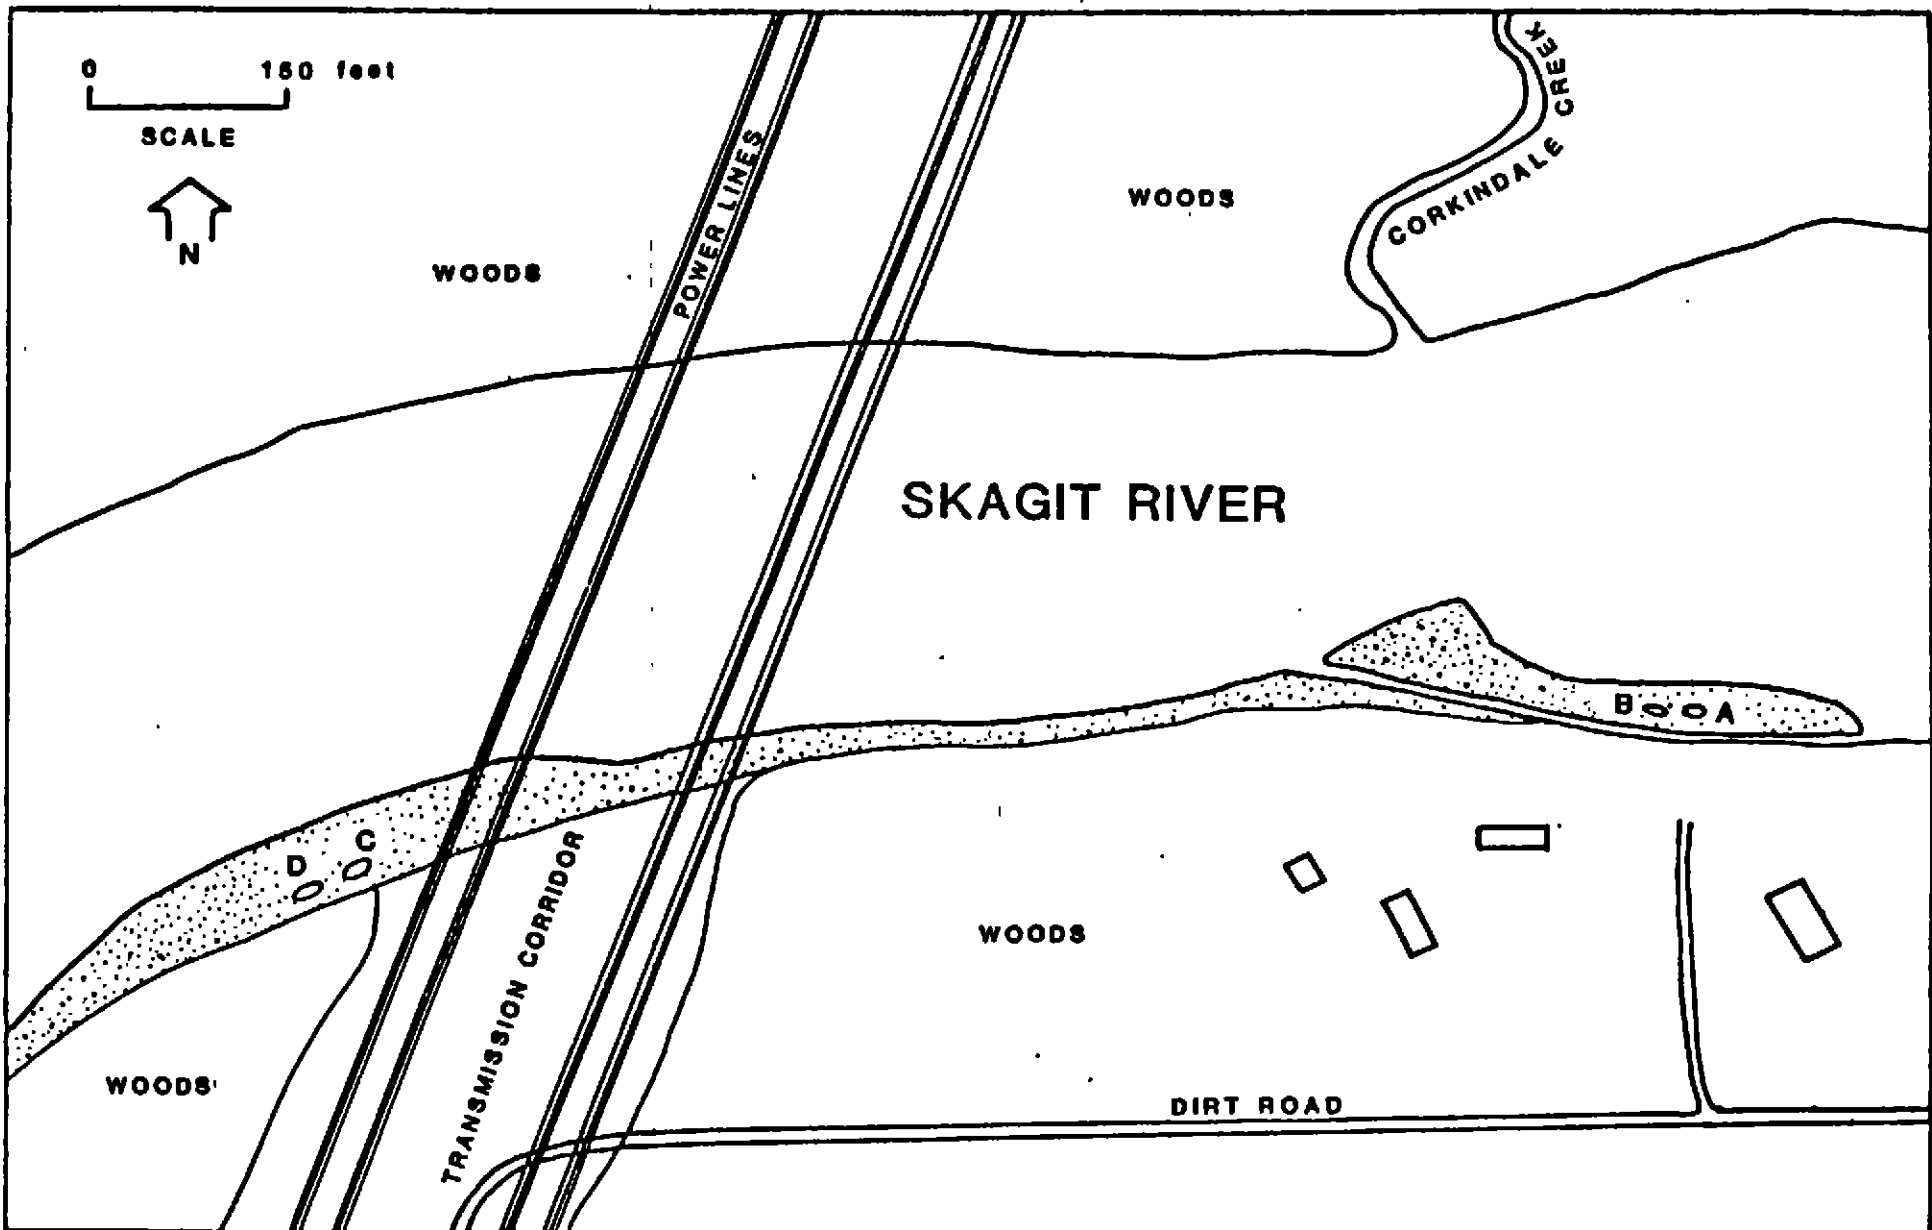 0 150 feet
SCALE
N
POWER LINES
CORKINDALE CREEK
WOODS
WOODS
SKAGIT RIVER
B A
D C
TRANSMISSION CORRIDOR
WOODS
WOODS
DIRT ROAD